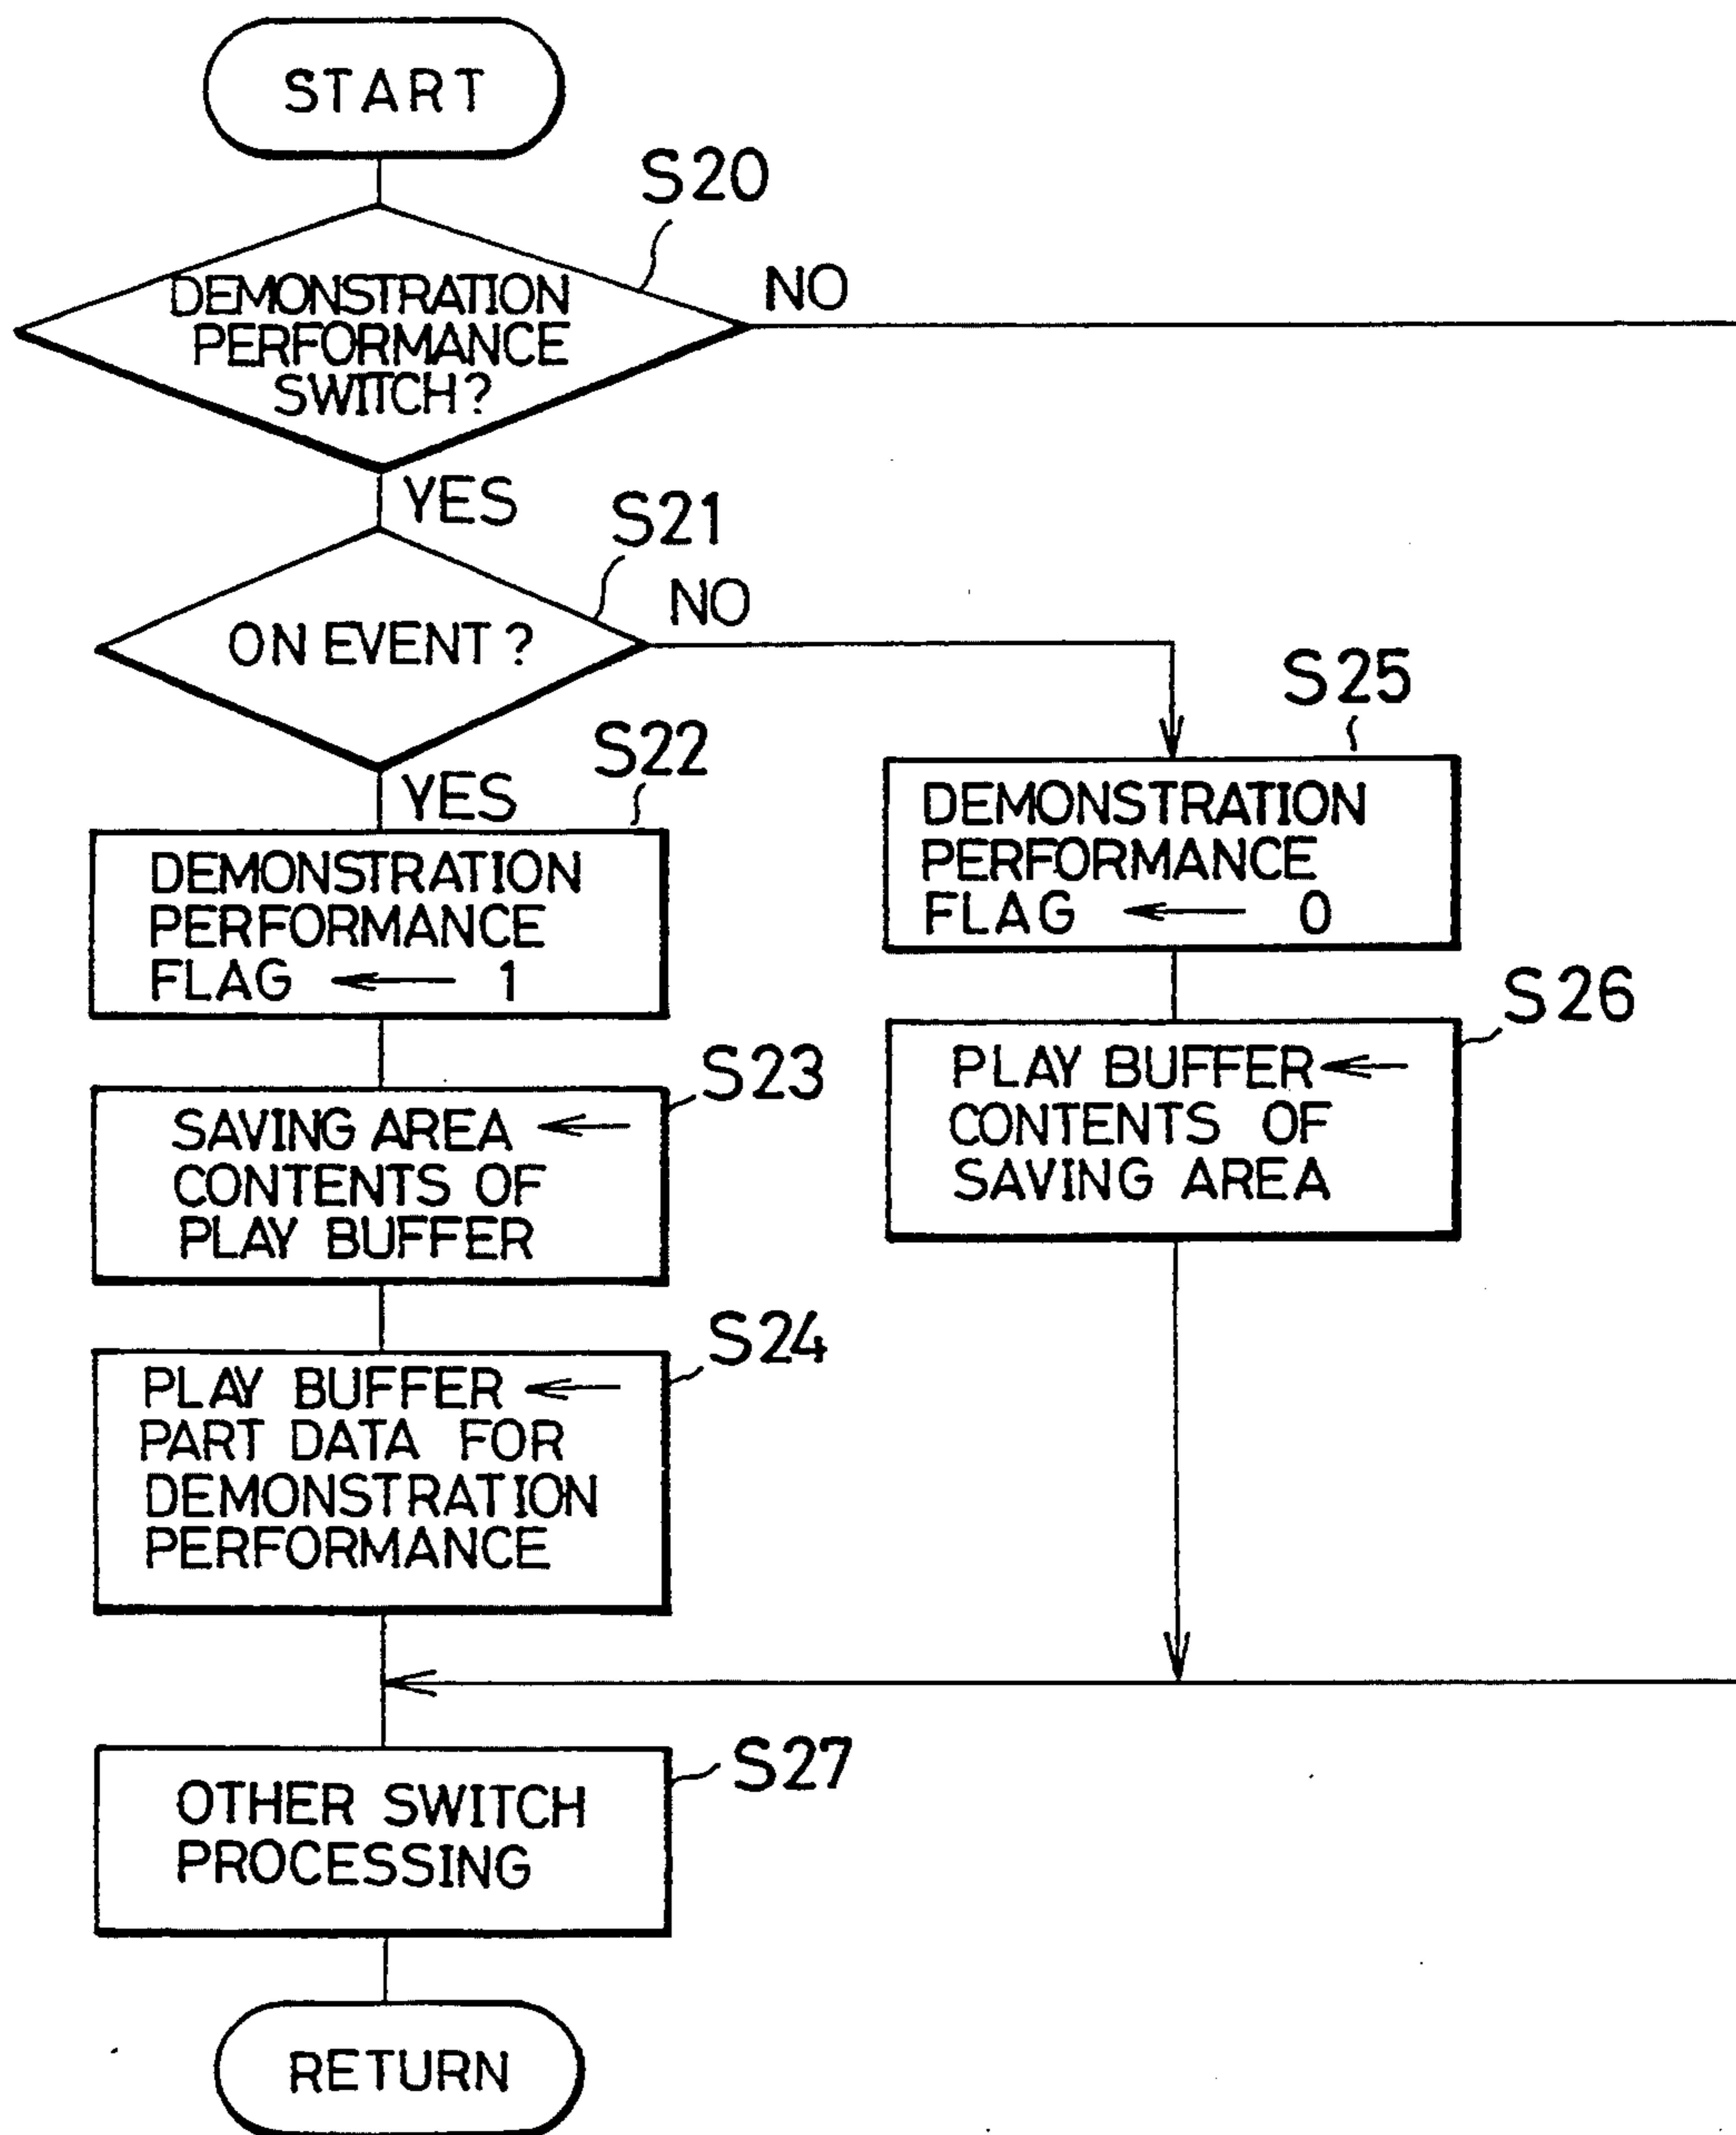 START
S20
DEMONSTRATION
PERFORMANCE
SWITCH?
NO
YES
S21
ON EVENT?
NO
YES
S22
DEMONSTRATION
PERFORMANCE
FLAG ← 1
S25
DEMONSTRATION
PERFORMANCE
FLAG ← 0
S23
SAVING AREA ←
CONTENTS OF
PLAY BUFFER
S26
PLAY BUFFER ←
CONTENTS OF
SAVING AREA
S24
PLAY BUFFER ←
PART DATA FOR
DEMONSTRATION
PERFORMANCE
S27
OTHER SWITCH
PROCESSING
RETURN